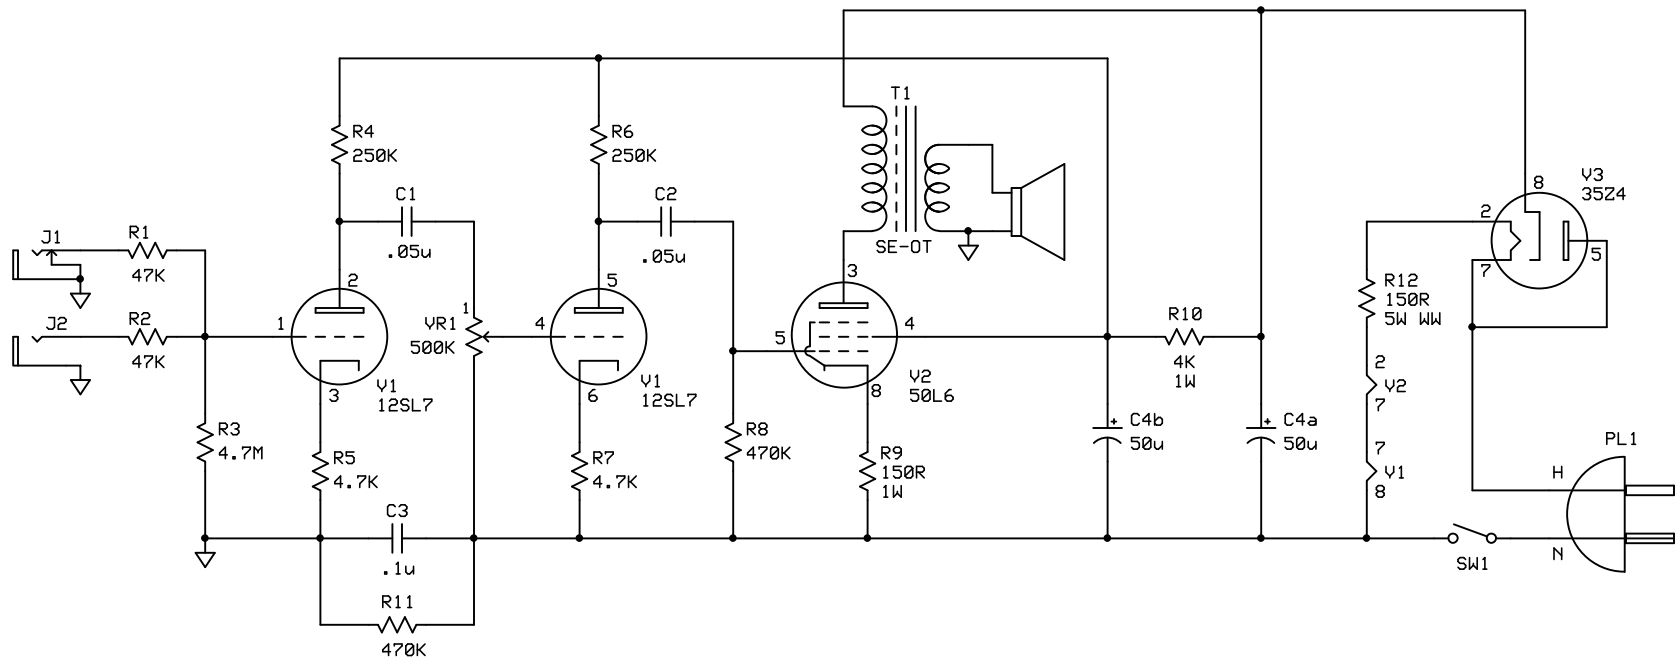 T1
R4
250K
R6
250K
V3
35Z4
8
C1
C2
2
J1
R1
.05u
.05u
SE-OT
5
47K
7
2
5
3
R12
150R
5W WW
J2
R2
1
VR1
500K
1
4
5
4
R10
47K
4K
1W
2
V2
7
V1
12SL7
3
V1
12SL7
6
V2
50L6
8
C4b
50u
C4a
50u
R3
4.7M
R8
470K
7
V1
8
PL1
R5
4.7K
R7
4.7K
R9
150R
1W
H
C3
.1u
SW1
N
R11
470K